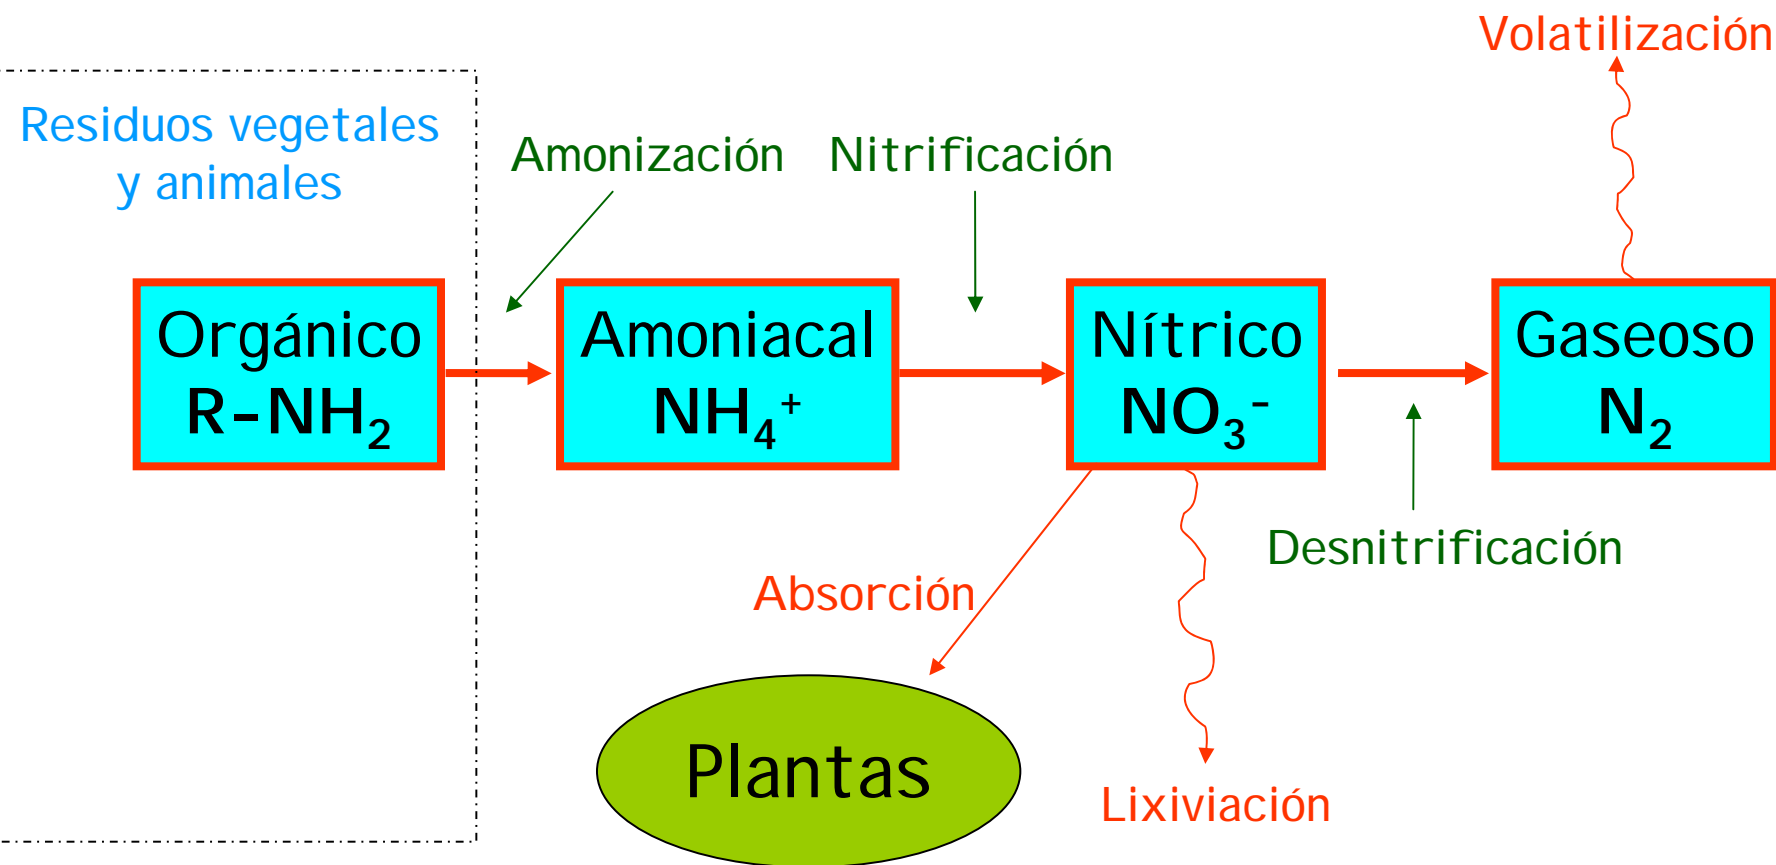 Volatilización
Residuos vegetales
y animales
Amonización
Nitrificación
Orgánico
R-NH₂
Amoniacal
NH₄⁺
Nítrico
NO₃⁻
Gaseoso
N₂
Desnitrificación
Absorción
Plantas
Lixiviación